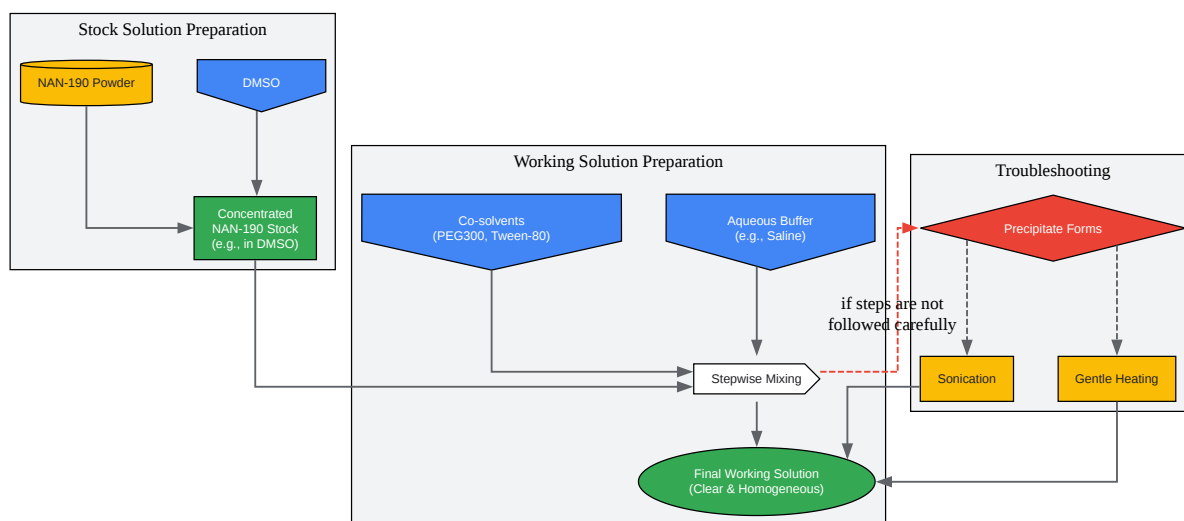 Stock Solution Preparation
NAN-190 Powder
DMSO
Concentrated
NAN-190 Stock
(e.g., in DMSO)
Working Solution Preparation
Co-solvents
(PEG300, Tween-80)
Aqueous Buffer
(e.g., Saline)
Stepwise Mixing
Final Working Solution
(Clear & Homogeneous)
if steps are not
followed carefully
Troubleshooting
Precipitate Forms
Sonication
Gentle Heating